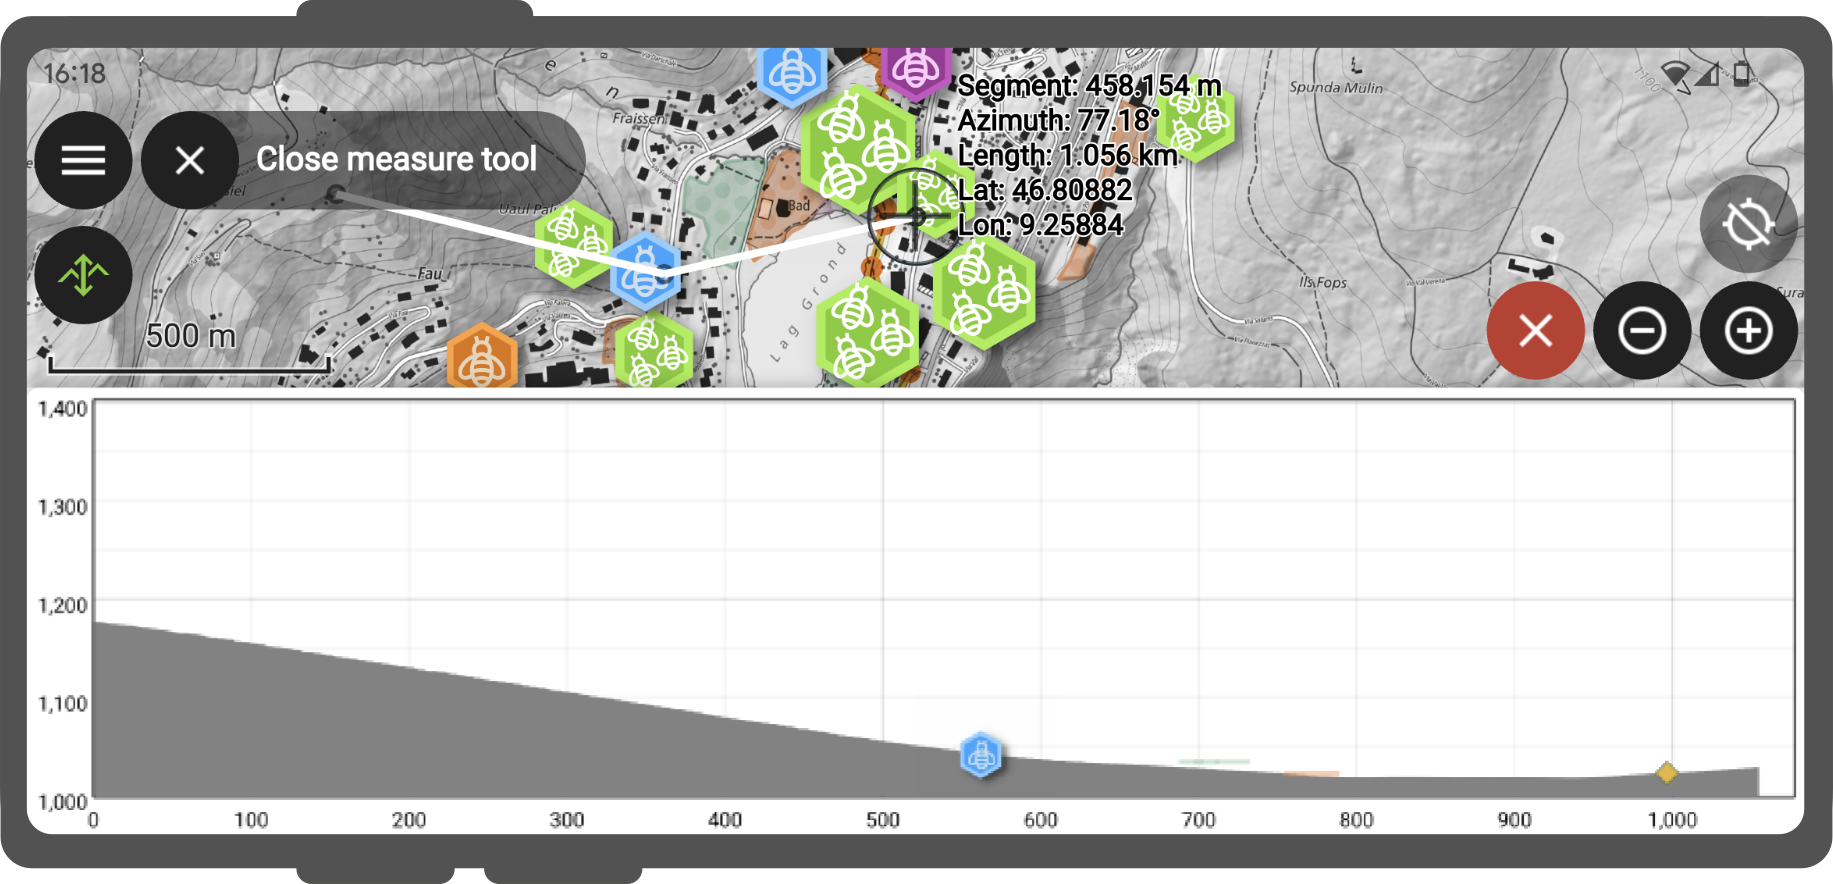 16:18
Close measure tool
Segment: 458.154 m
Azimuth: 77.18°
Length: 1.056 km
Lat: 46.80882
Lon: 9.25884
Fraissen
Spunda Mulin
1100
Bad
Fau
Lag Grond
Ils Fops
e
n
500 m
1,400
1,300
1,200
1,100
1,000
0 100 200 300 400 500 600 700 800 900 1,000